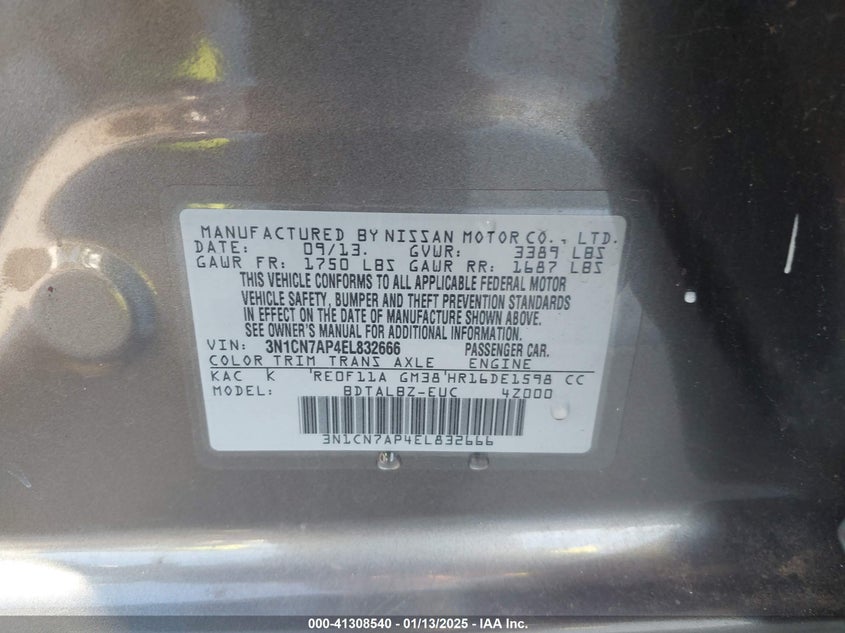 MANUFACTURED BY NISSAN MOTOR CO., LTD.
DATE: 09/13. GVWR: 3389 LBS
GAWR FR: 1750 LBS GAWR RR: 1687 LBS
THIS VEHICLE CONFORMS TO ALL APPLICABLE FEDERAL MOTOR
VEHICLE SAFETY, BUMPER AND THEFT PREVENTION STANDARDS
IN EFFECT ON THE DATE OF MANUFACTURE SHOWN ABOVE.
SEE OWNER'S MANUAL FOR ADDITIONAL INFORMATION.
VIN: 3N1CN7AP4EL832666 PASSENGER CAR.
COLOR TRIM TRANS AXLE ENGINE
KAC K 'RE0F11A GM38'HR16DE1598 CC
MODEL: BDTALBZ-EUC 4Z000
3N1CN7AP4EL832666
000-41308540 - 01/13/2025 - IAA Inc.